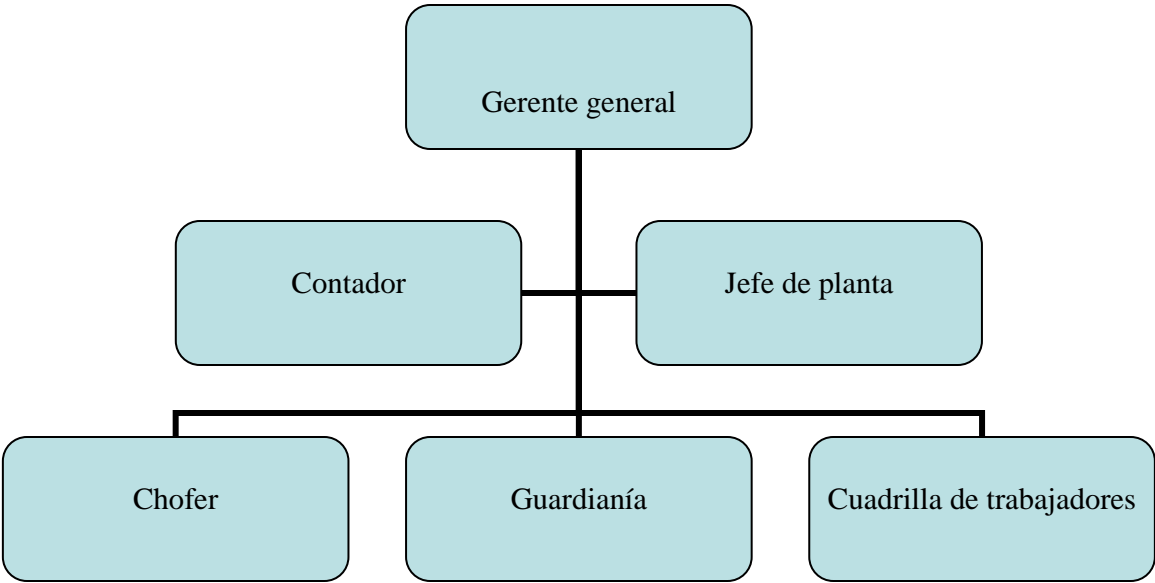 Gerente general
Contador
Jefe de planta
Chofer
Guardianía
Cuadrilla de trabajadores